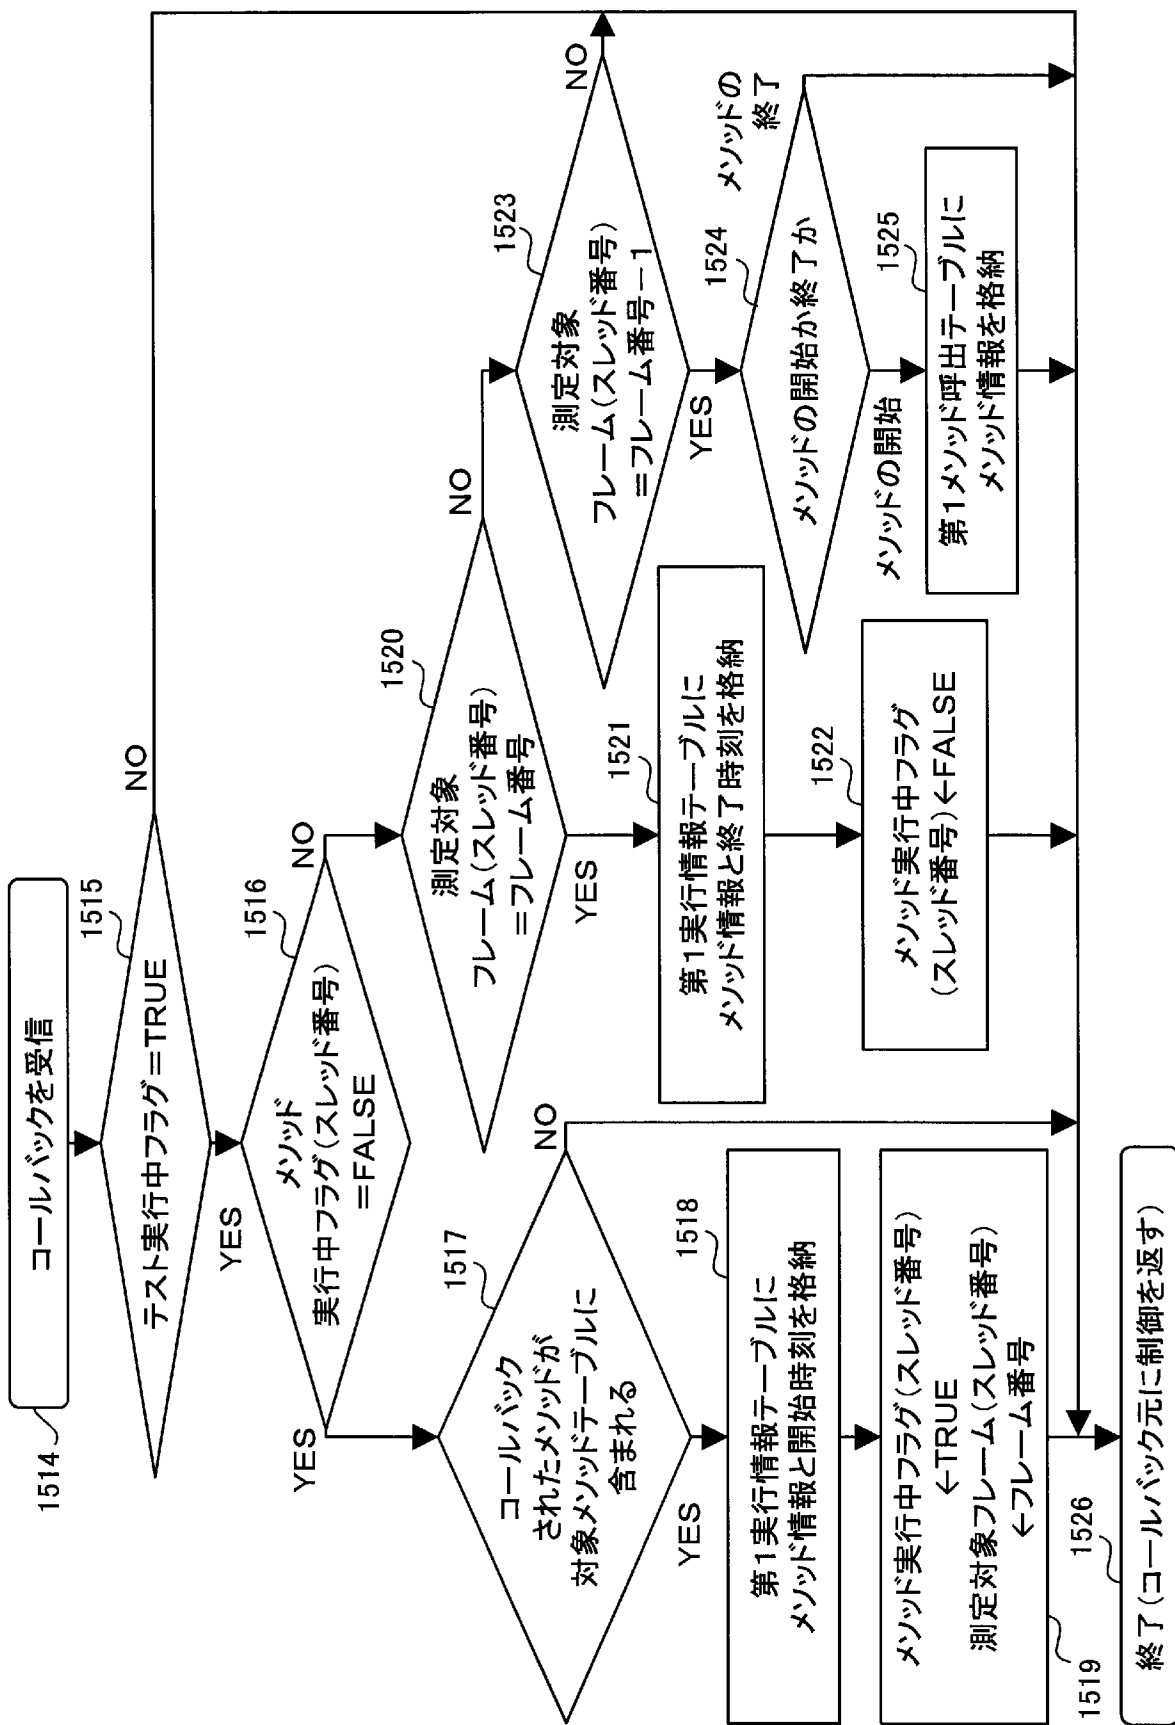 1514
コールバックを受信
1515
テスト実行中フラグ=TRUE
NO
YES
1516
メソッド
実行中フラグ(スレッド番号)
=FALSE
NO
YES
1517
コールバック
されたメソッドが
対象メソッドテーブルに
含まれる
NO
YES
1518
第1実行情報テーブルに
メソッド情報と開始時刻を格納
1519
メソッド実行中フラグ(スレッド番号)
←TRUE
測定対象フレーム(スレッド番号)
←フレーム番号
1520
測定対象
フレーム(スレッド番号)
=フレーム番号
NO
YES
1521
第1実行情報テーブルに
メソッド情報と終了時刻を格納
1522
メソッド実行中フラグ
(スレッド番号)←FALSE
1523
測定対象
フレーム(スレッド番号)
=フレーム番号-1
NO
YES
1524
メソッドの開始か終了か
メソッドの
終了
メソッドの開始
1525
第1メソッド呼出テーブルに
メソッド情報を格納
1526
終了(コールバック元に制御を返す)